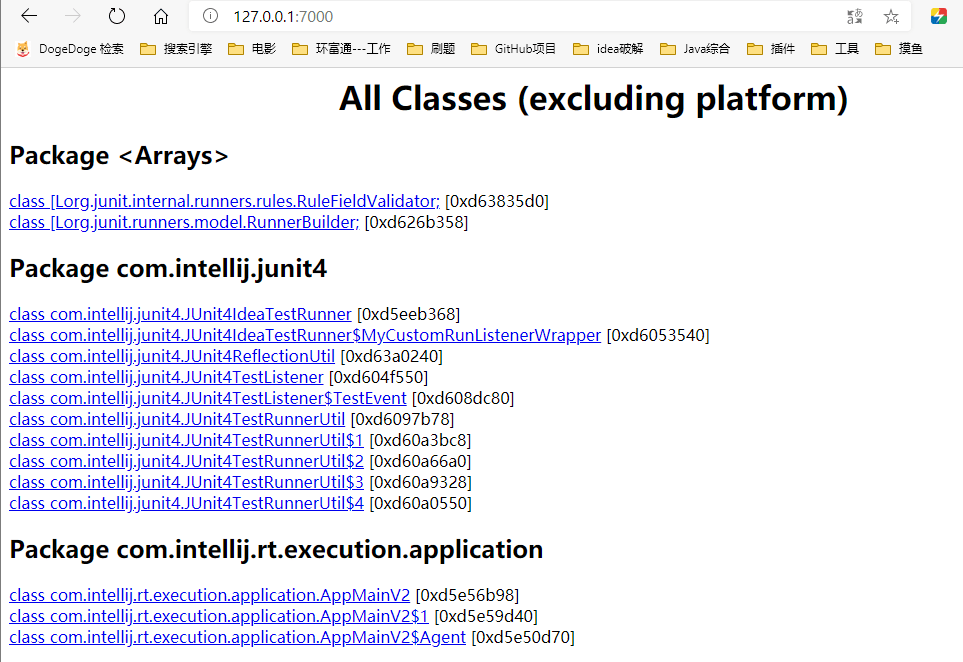 127.0.0.1:7000
DogeDoge 检索 搜索引擎 电影 环富通---工作 刷题 GitHub项目 idea破解 Java综合 插件 工具 摸鱼
All Classes (excluding platform)
Package <Arrays>
class [Lorg.junit.internal.runners.rules.RuleFieldValidator; [0xd63835d0]
class [Lorg.junit.runners.model.RunnerBuilder; [0xd626b358]
Package com.intellij.junit4
class com.intellij.junit4.JUnit4IdeaTestRunner [0xd5eeb368]
class com.intellij.junit4.JUnit4IdeaTestRunner$MyCustomRunListenerWrapper [0xd6053540]
class com.intellij.junit4.JUnit4ReflectionUtil [0xd63a0240]
class com.intellij.junit4.JUnit4TestListener [0xd604f550]
class com.intellij.junit4.JUnit4TestListener$TestEvent [0xd608dc80]
class com.intellij.junit4.JUnit4TestRunnerUtil [0xd6097b78]
class com.intellij.junit4.JUnit4TestRunnerUtil$1 [0xd60a3bc8]
class com.intellij.junit4.JUnit4TestRunnerUtil$2 [0xd60a66a0]
class com.intellij.junit4.JUnit4TestRunnerUtil$3 [0xd60a9328]
class com.intellij.junit4.JUnit4TestRunnerUtil$4 [0xd60a0550]
Package com.intellij.rt.execution.application
class com.intellij.rt.execution.application.AppMainV2 [0xd5e56b98]
class com.intellij.rt.execution.application.AppMainV2$1 [0xd5e59d40]
class com.intellij.rt.execution.application.AppMainV2$Agent [0xd5e50d70]